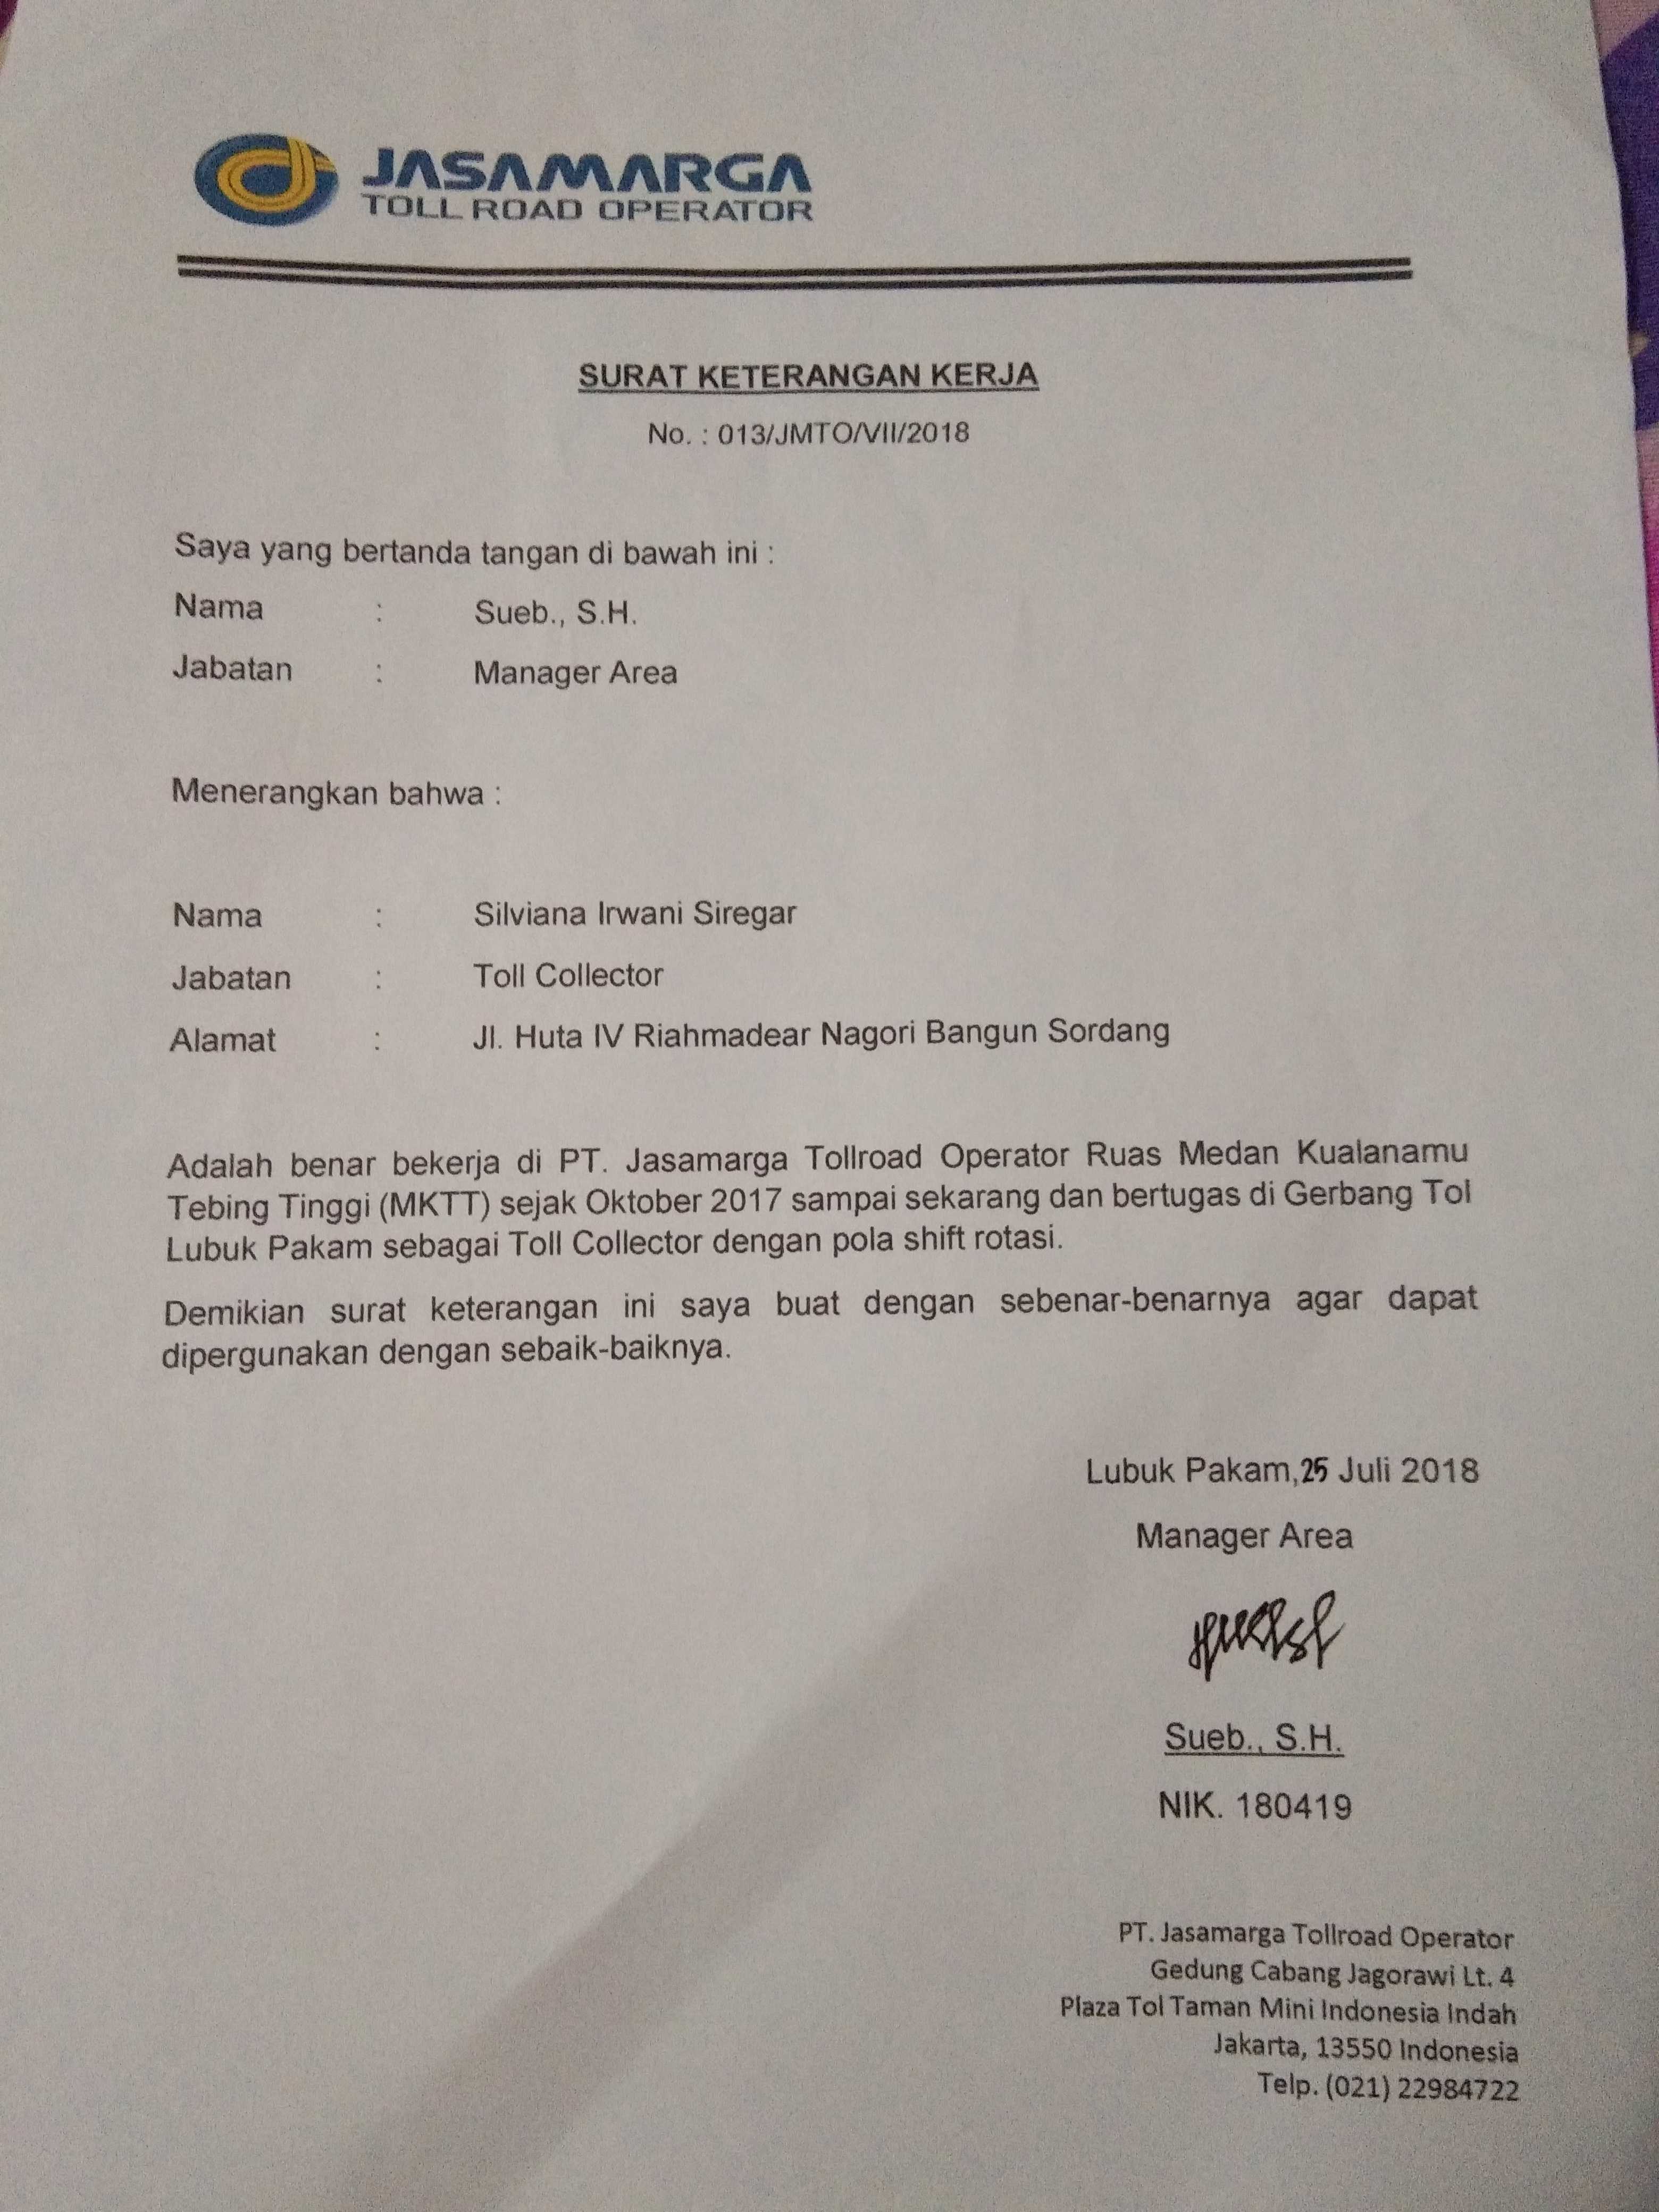 JASAMARGA
TOLL ROAD OPERATOR
SURAT KETERANGAN KERJA
No. : 013/JMTO/VII/2018
Saya yang bertanda tangan di bawah ini :
Nama : Sueb., S.H.
Jabatan : Manager Area
Menerangkan bahwa :
Nama : Silviana Irwani Siregar
Jabatan : Toll Collector
Alamat : Jl. Huta IV Riahmadear Nagori Bangun Sordang
Adalah benar bekerja di PT. Jasamarga Tollroad Operator Ruas Medan Kualanamu
Tebing Tinggi (MKTT) sejak Oktober 2017 sampai sekarang dan bertugas di Gerbang Tol
Lubuk Pakam sebagai Toll Collector dengan pola shift rotasi.
Demikian surat keterangan ini saya buat dengan sebenar-benarnya agar dapat
dipergunakan dengan sebaik-baiknya.
Lubuk Pakam,25 Juli 2018
Manager Area
Sueb., S.H.
NIK. 180419
PT. Jasamarga Tollroad Operator
Gedung Cabang Jagorawi Lt. 4
Plaza Tol Taman Mini Indonesia Indah
Jakarta, 13550 Indonesia
Telp. (021) 22984722